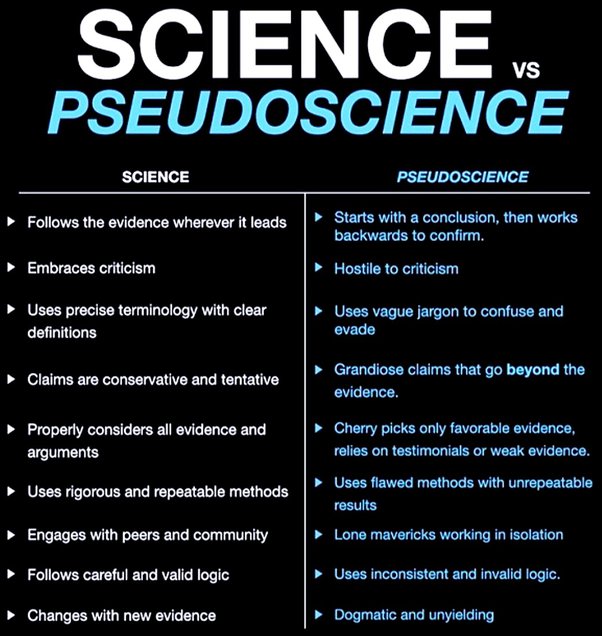 SCIENCE vs
PSEUDOSCIENCE
SCIENCE
PSEUDOSCIENCE
Follows the evidence wherever it leads
Starts with a conclusion, then works
backwards to confirm.
Embraces criticism
Hostile to criticism
Uses precise terminology with clear
definitions
Uses vague jargon to confuse and
evade
Claims are conservative and tentative
Grandiose claims that go beyond the
evidence.
Properly considers all evidence and
arguments
Cherry picks only favorable evidence,
relies on testimonials or weak evidence.
Uses rigorous and repeatable methods
Uses flawed methods with unrepeatable
results
Engages with peers and community
Lone mavericks working in isolation
Follows careful and valid logic
Uses inconsistent and invalid logic.
Changes with new evidence
Dogmatic and unyielding